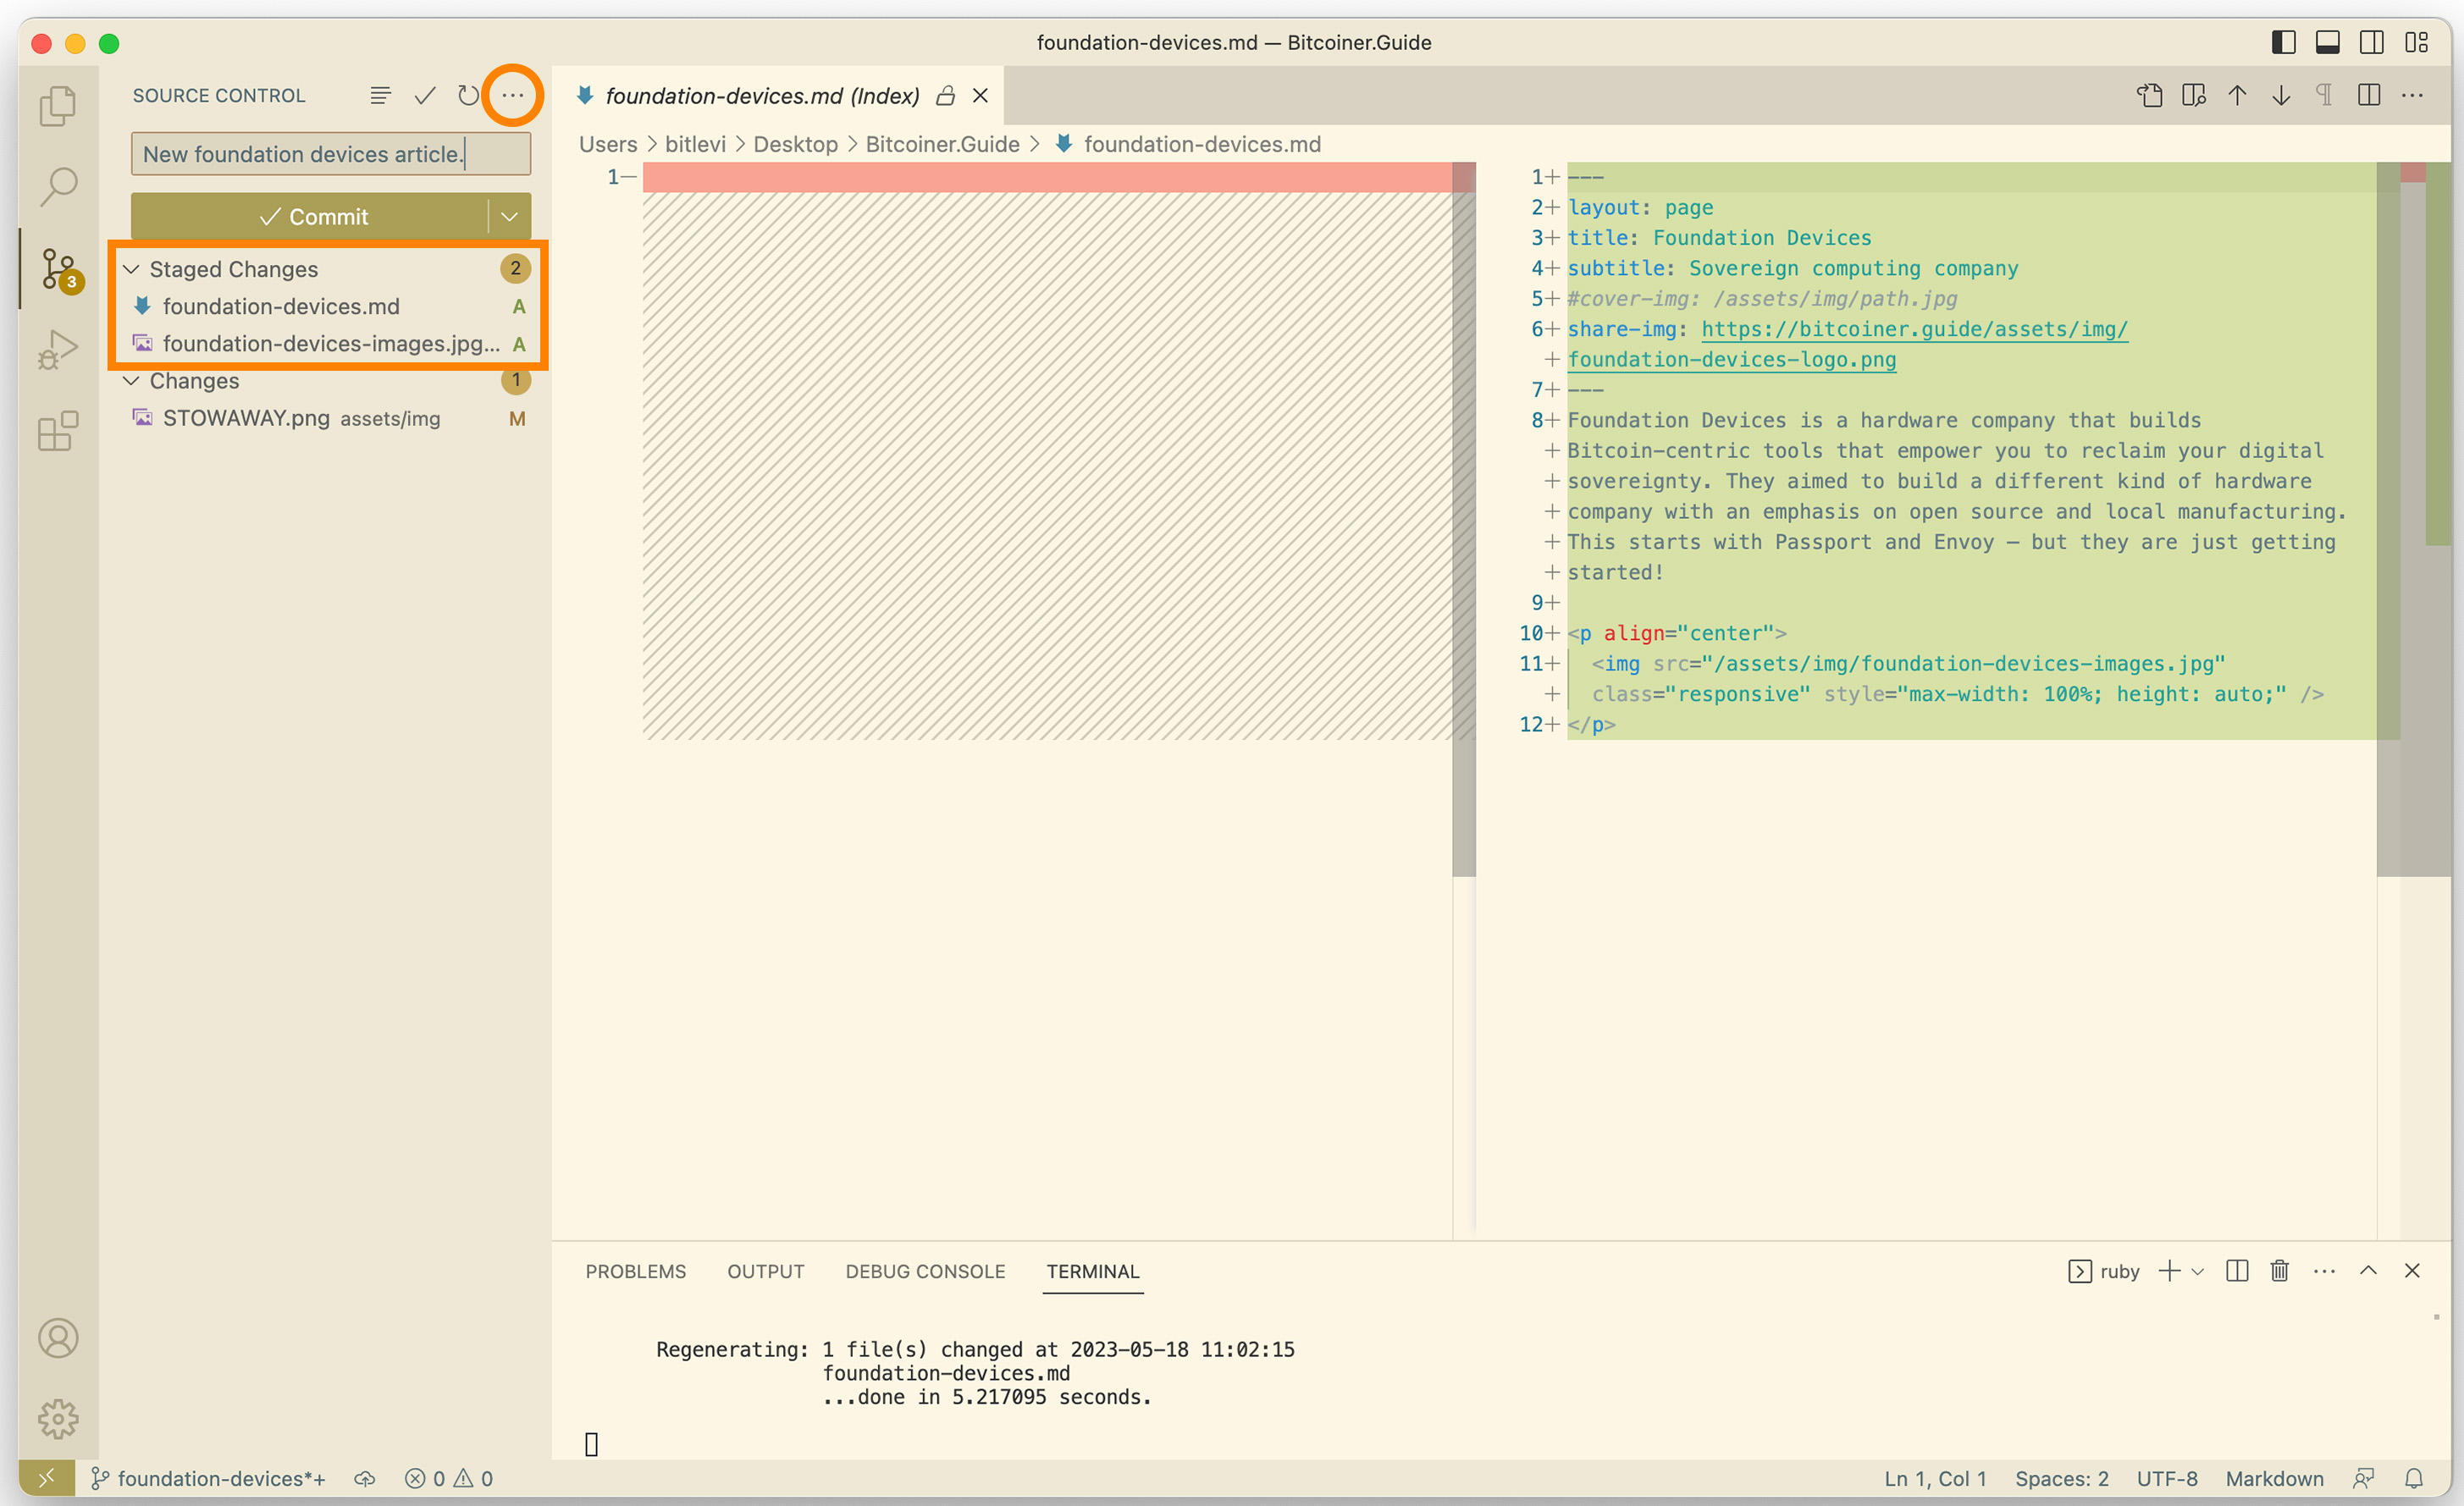 foundation-devices.md — Bitcoiner.Guide
SOURCE CONTROL
New foundation devices article.
Commit
Staged Changes 2
foundation-devices.md A
foundation-devices-images.jpg... A
Changes 1
STOWAWAY.png assets/img M
3
foundation-devices.md (Index)
Users > bitlevi > Desktop > Bitcoiner.Guide > foundation-devices.md
1—
1+ ---
2+ layout: page
3+ title: Foundation Devices
4+ subtitle: Sovereign computing company
5+ #cover-img: /assets/img/path.jpg
6+ share-img: https://bitcoiner.guide/assets/img/
+ foundation-devices-logo.png
7+ ---
8+ Foundation Devices is a hardware company that builds
+ Bitcoin-centric tools that empower you to reclaim your digital
+ sovereignty. They aimed to build a different kind of hardware
+ company with an emphasis on open source and local manufacturing.
+ This starts with Passport and Envoy – but they are just getting
+ started!
9+
10+ <p align="center">
11+ <img src="/assets/img/foundation-devices-images.jpg"
+ class="responsive" style="max-width: 100%; height: auto;" />
12+ </p>
PROBLEMS OUTPUT DEBUG CONSOLE TERMINAL
ruby
Regenerating: 1 file(s) changed at 2023-05-18 11:02:15
foundation-devices.md
...done in 5.217095 seconds.
foundation-devices*+ 0 0
Ln 1, Col 1 Spaces: 2 UTF-8 Markdown